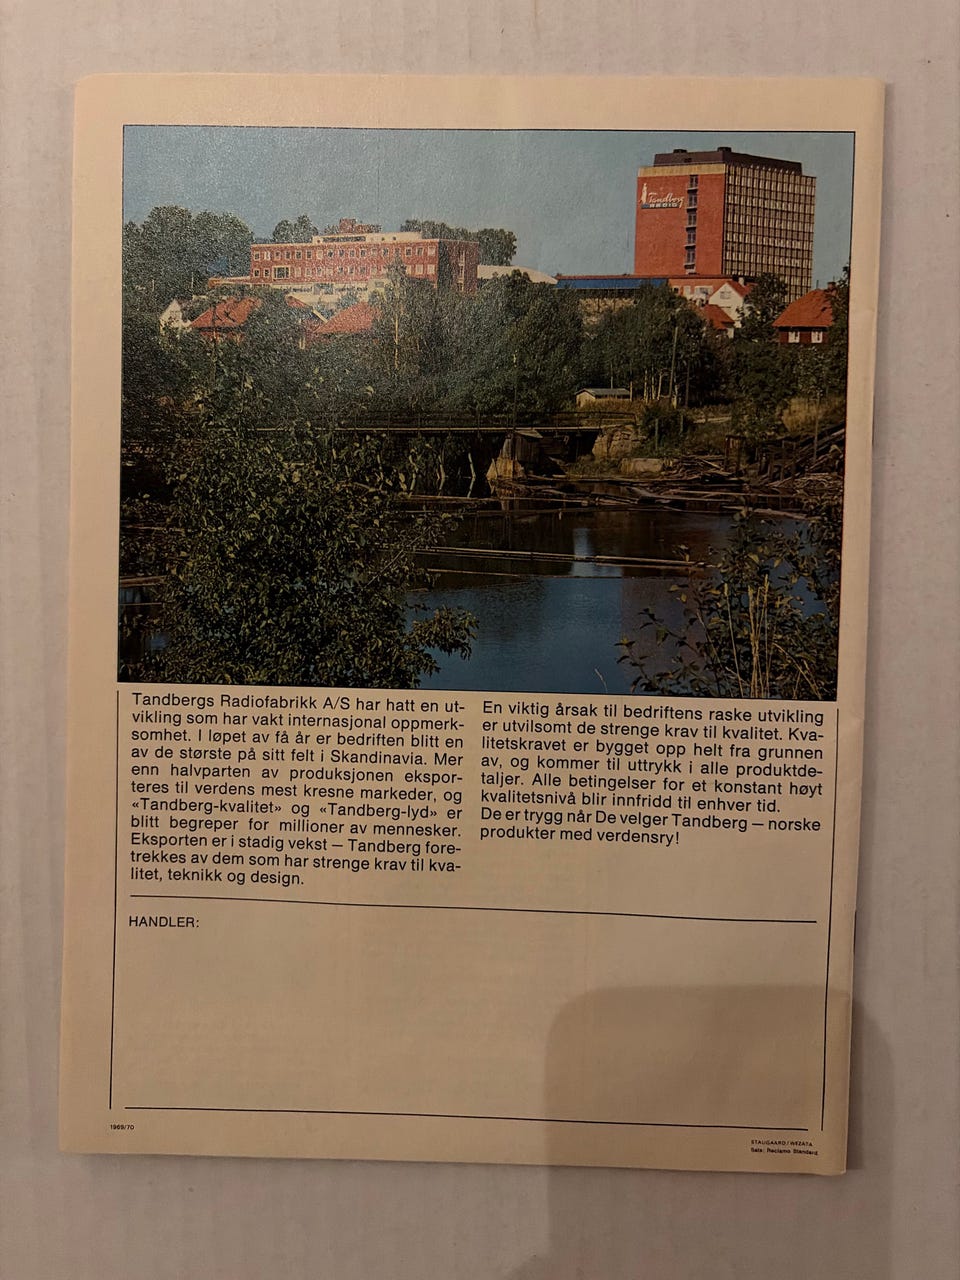 Tandberg
RADIO
Tandbergs Radiofabrikk A/S har hatt en ut-
vikling som har vakt internasjonal oppmerk-
somhet. I løpet av få år er bedriften blitt en
av de største på sitt felt i Skandinavia. Mer
enn halvparten av produksjonen ekspor-
teres til verdens mest kresne markeder, og
«Tandberg-kvalitet» og «Tandberg-lyd» er
blitt begreper for millioner av mennesker.
Eksporten er i stadig vekst — Tandberg fore-
trekkes av dem som har strenge krav til kva-
litet, teknikk og design.
En viktig årsak til bedriftens raske utvikling
er utvilsomt de strenge krav til kvalitet. Kva-
litetskravet er bygget opp helt fra grunnen
av, og kommer til uttrykk i alle produktde-
taljer. Alle betingelser for et konstant høyt
kvalitetsnivå blir innfridd til enhver tid.
De er trygg når De velger Tandberg — norske
produkter med verdensry!
HANDLER:
1969/70
STAUGAARD / WEZATA
Sats: Reclamo Standard